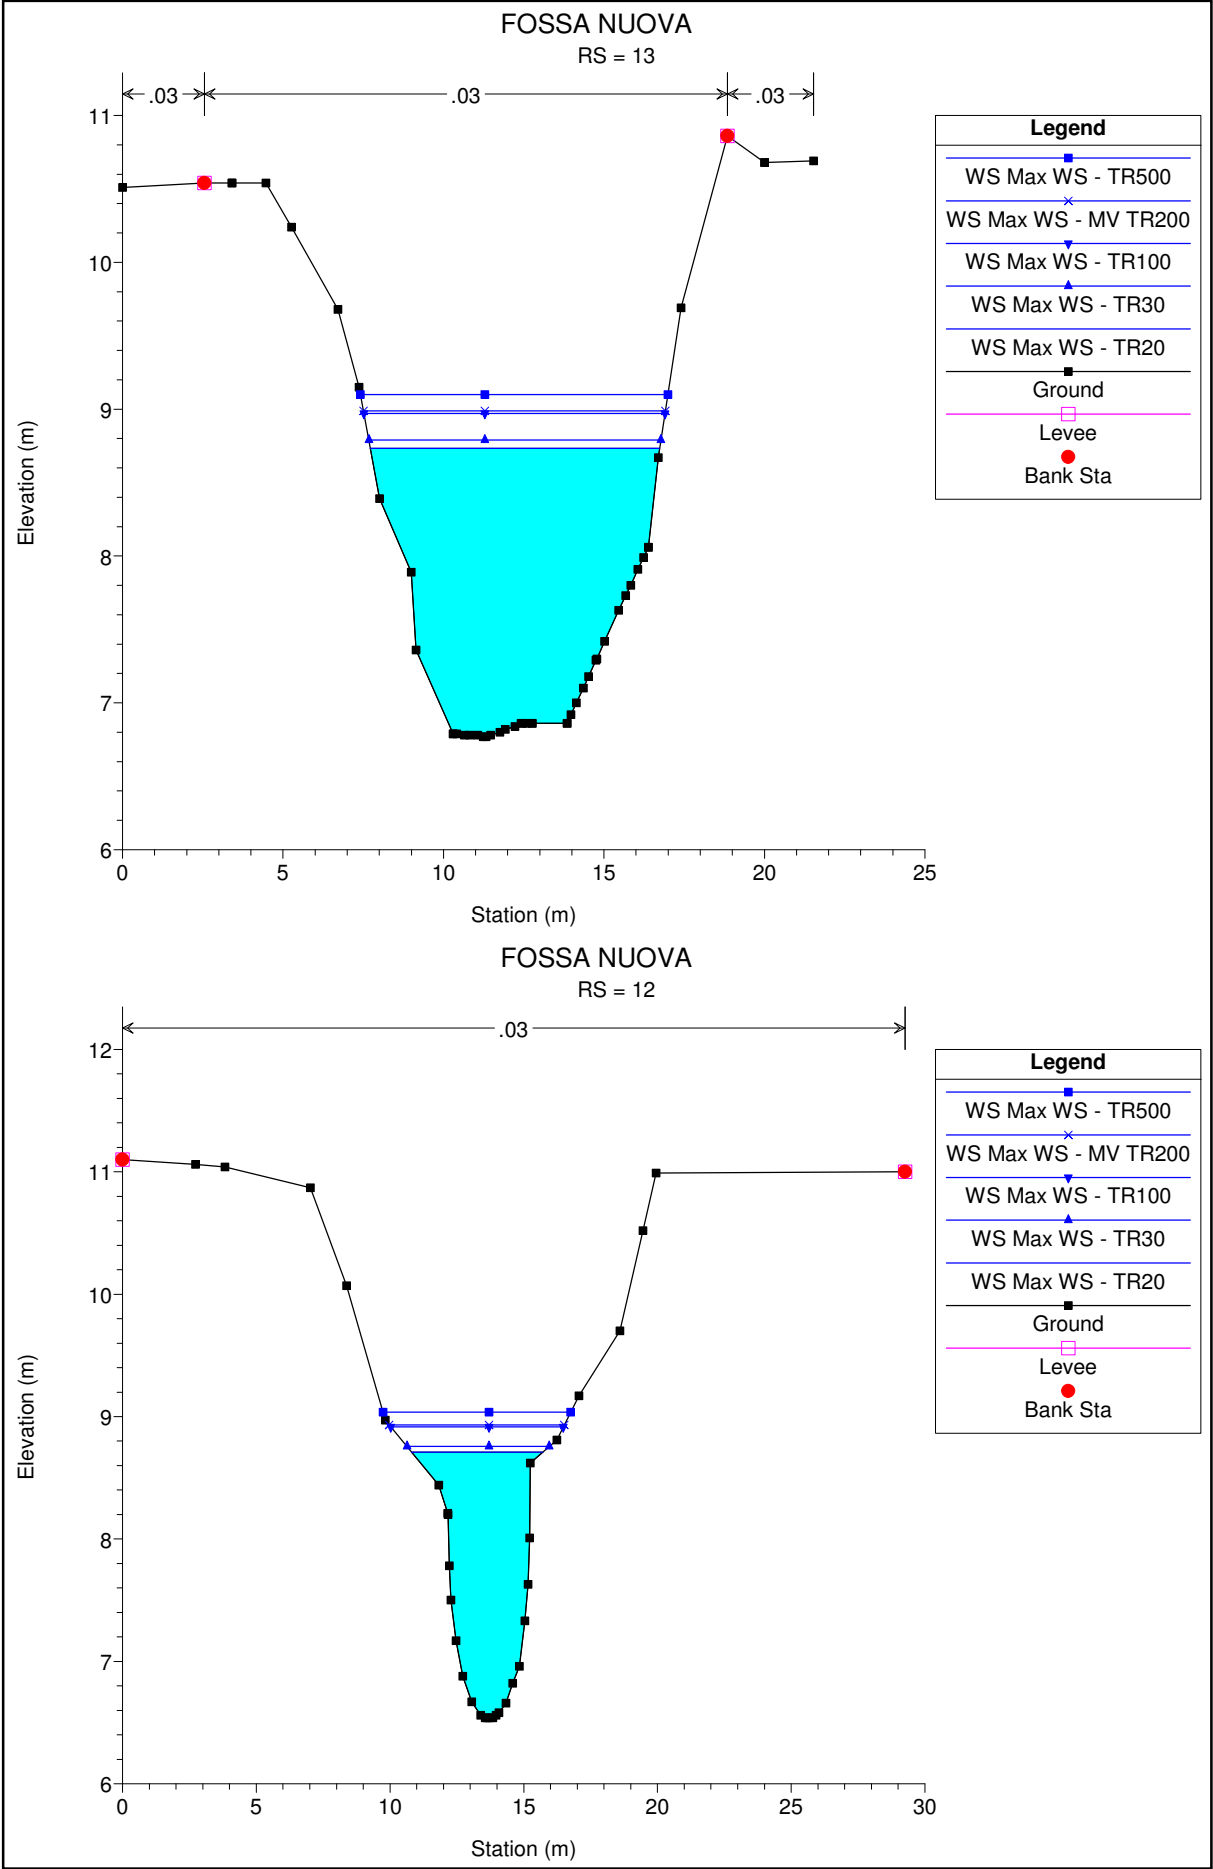 FOSSA NUOVA
RS = 13
.03 .03 .03
11
10
9
8
7
6
0 5 10 15 20 25
Elevation (m)
Station (m)
Legend
WS Max WS - TR500
WS Max WS - MV TR200
WS Max WS - TR100
WS Max WS - TR30
WS Max WS - TR20
Ground
Levee
Bank Sta
FOSSA NUOVA
RS = 12
.03
12
11
10
9
8
7
6
0 5 10 15 20 25 30
Elevation (m)
Station (m)
Legend
WS Max WS - TR500
WS Max WS - MV TR200
WS Max WS - TR100
WS Max WS - TR30
WS Max WS - TR20
Ground
Levee
Bank Sta